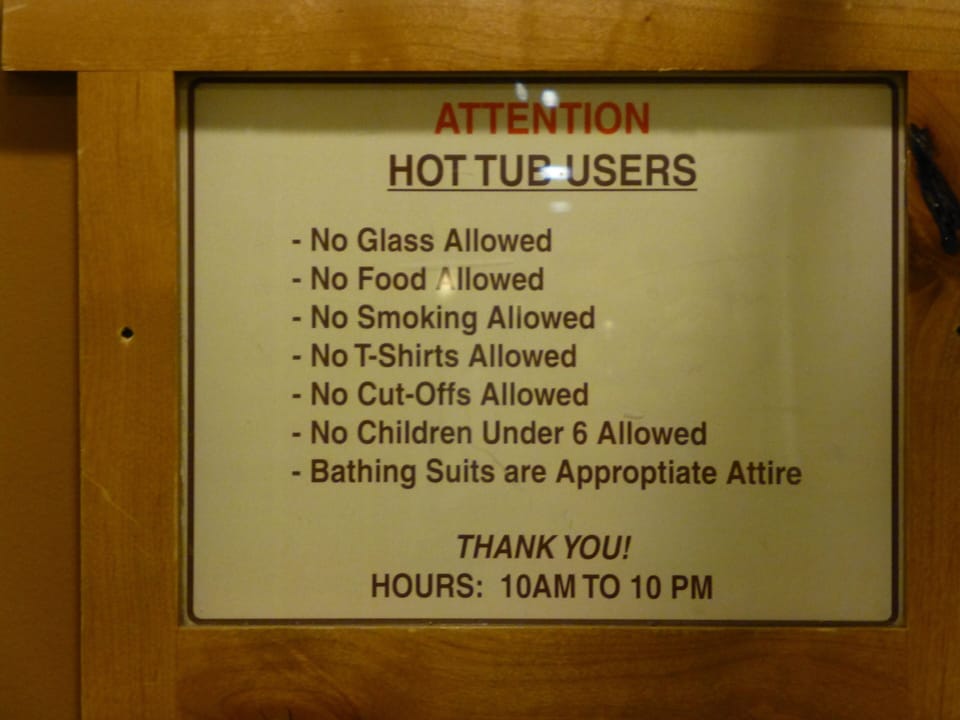 ATTENTION
HOT TUB USERS
- No Glass Allowed
- No Food Allowed
- No Smoking Allowed
- No T-Shirts Allowed
- No Cut-Offs Allowed
- No Children Under 6 Allowed
- Bathing Suits are Approptiate Attire
THANK YOU!
HOURS: 10AM TO 10 PM